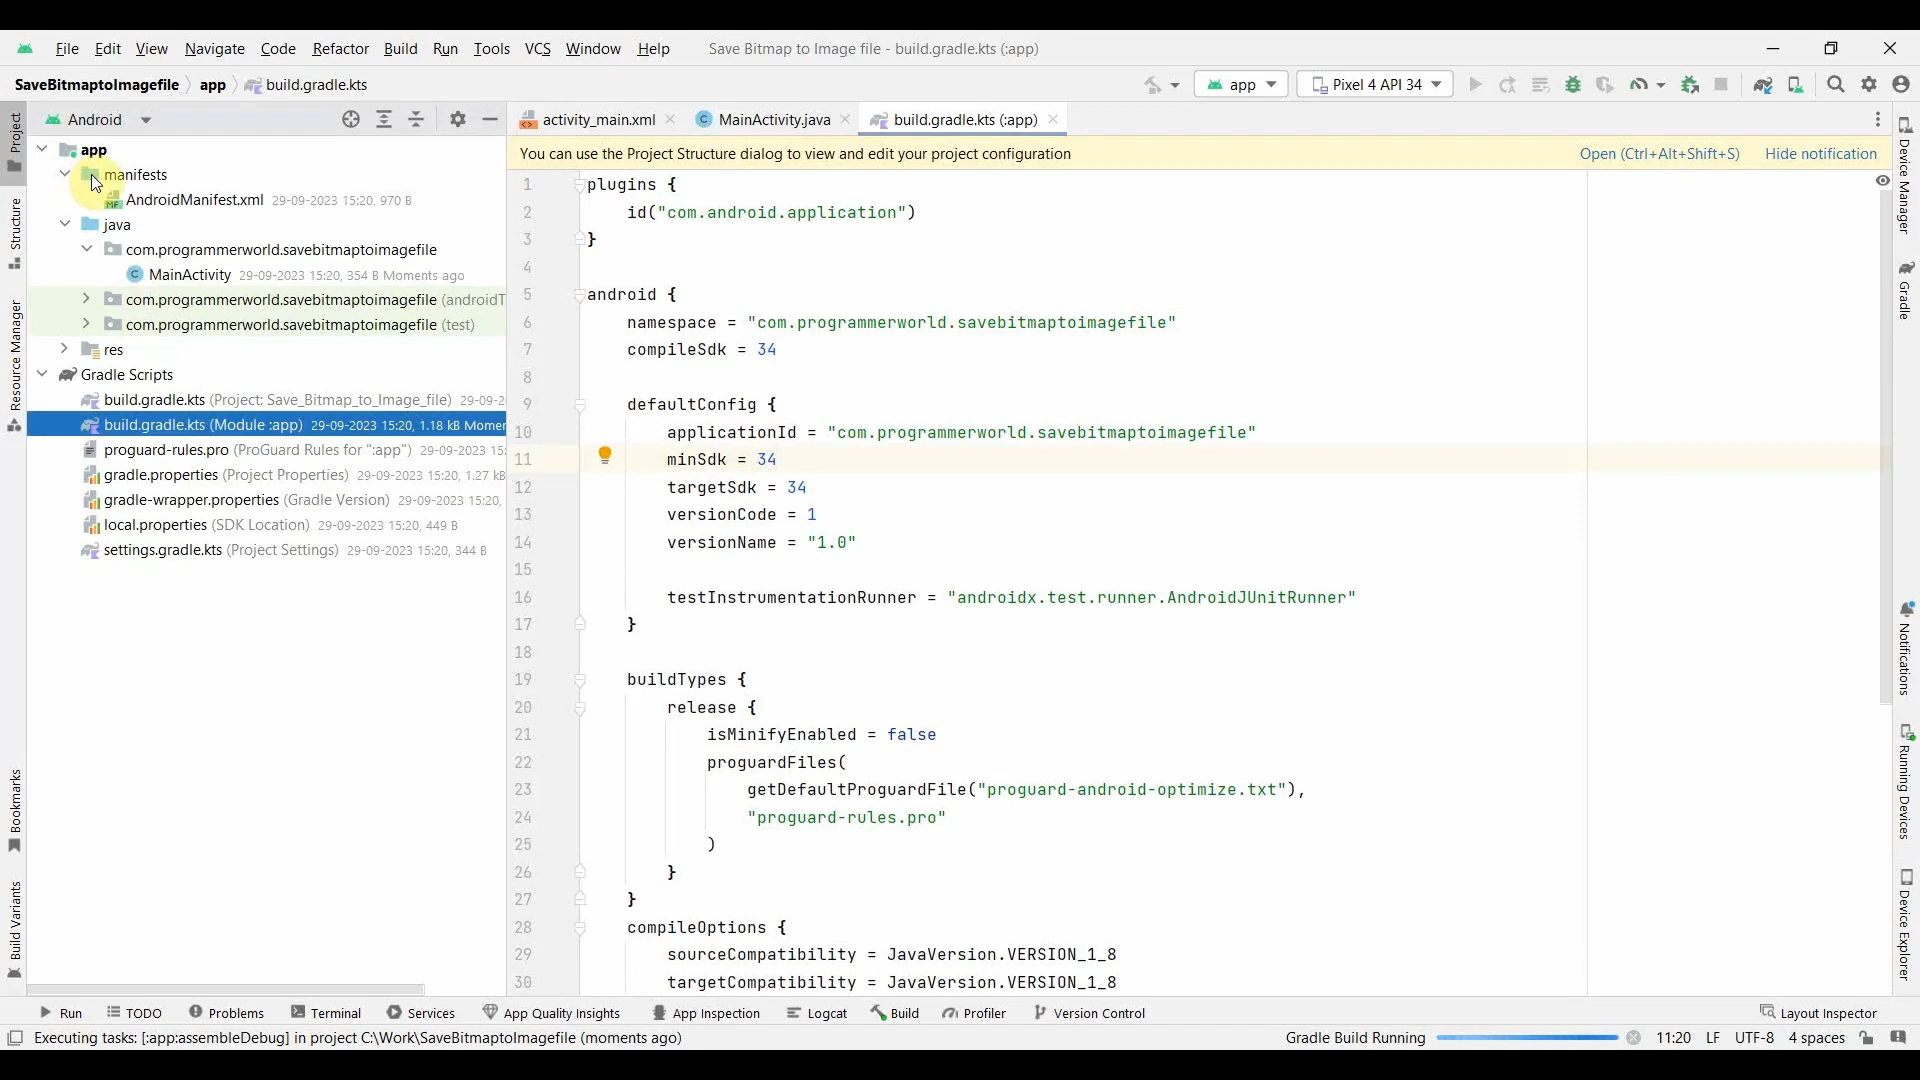 File Edit View Navigate Code Refactor Build Run Tools VCS Window Help Save Bitmap to Image file - build.gradle.kts (:app)
SaveBitmaptoImagefile app build.gradle.kts
app Pixel 4 API 34
Android
activity_main.xml MainActivity.java build.gradle.kts (:app)
You can use the Project Structure dialog to view and edit your project configuration Open (Ctrl+Alt+Shift+S) Hide notification
Project
Structure
Resource Manager
Bookmarks
Build Variants
app
manifests
AndroidManifest.xml 29-09-2023 15:20, 970 B
java
com.programmerworld.savebitmaptoimagefile
MainActivity 29-09-2023 15:20, 354 B Moments ago
com.programmerworld.savebitmaptoimagefile (androidT
com.programmerworld.savebitmaptoimagefile (test)
res
Gradle Scripts
build.gradle.kts (Project: Save_Bitmap_to_Image_file) 29-09-2
build.gradle.kts (Module :app) 29-09-2023 15:20, 1.18 kB Momen
proguard-rules.pro (ProGuard Rules for ":app") 29-09-2023 15:
gradle.properties (Project Properties) 29-09-2023 15:20, 1.27 kB
gradle-wrapper.properties (Gradle Version) 29-09-2023 15:20,
local.properties (SDK Location) 29-09-2023 15:20, 449 B
settings.gradle.kts (Project Settings) 29-09-2023 15:20, 344 B
1 plugins {
2 id("com.android.application")
3 }
4
5 android {
6 namespace = "com.programmerworld.savebitmaptoimagefile"
7 compileSdk = 34
8
9 defaultConfig {
10 applicationId = "com.programmerworld.savebitmaptoimagefile"
11 minSdk = 34
12 targetSdk = 34
13 versionCode = 1
14 versionName = "1.0"
15
16 testInstrumentationRunner = "androidx.test.runner.AndroidJUnitRunner"
17 }
18
19 buildTypes {
20 release {
21 isMinifyEnabled = false
22 proguardFiles(
23 getDefaultProguardFile("proguard-android-optimize.txt"),
24 "proguard-rules.pro"
25 )
26 }
27 }
28 compileOptions {
29 sourceCompatibility = JavaVersion.VERSION_1_8
30 targetCompatibility = JavaVersion.VERSION_1_8
Device Manager
Gradle
Notifications
Running Devices
Device Explorer
Run TODO Problems Terminal Services App Quality Insights App Inspection Logcat Build Profiler Version Control Layout Inspector
Executing tasks: [:app:assembleDebug] in project C:\Work\SaveBitmaptoImagefile (moments ago) Gradle Build Running 11:20 LF UTF-8 4 spaces